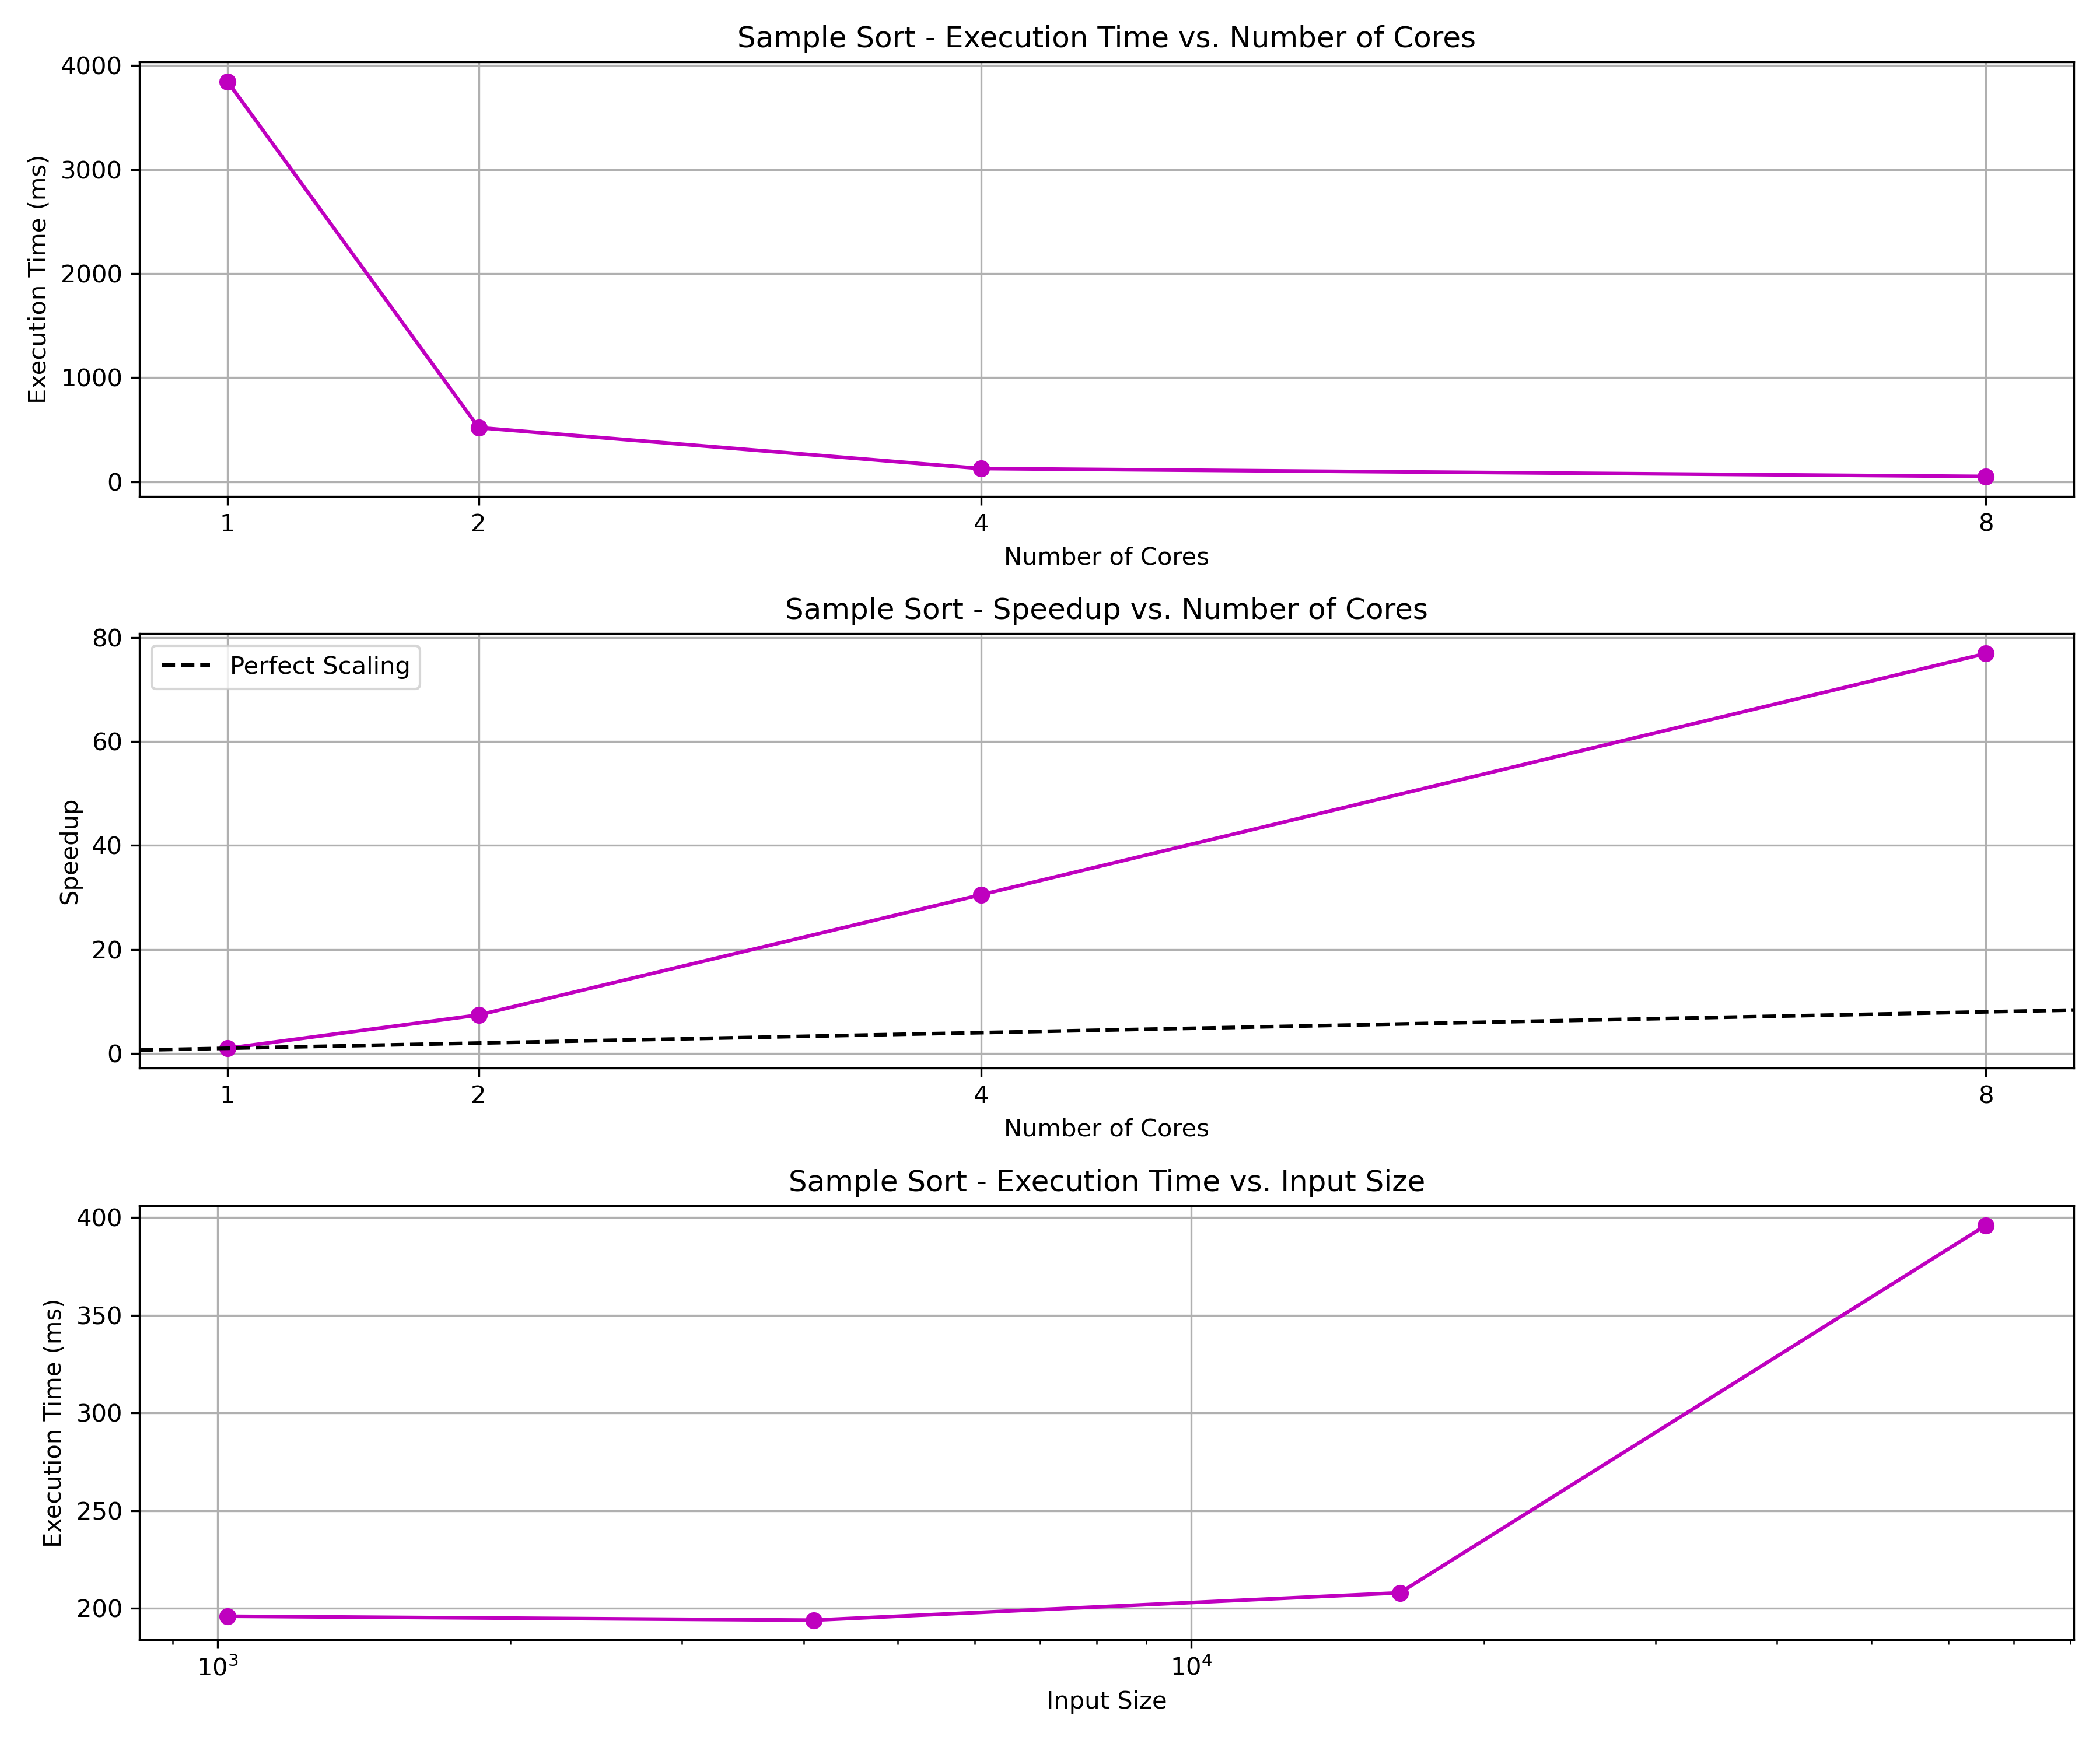 Sample Sort - Execution Time vs. Number of Cores
4000
3000
2000
1000
0
Execution Time (ms)
1 2 4 8
Number of Cores
Sample Sort - Speedup vs. Number of Cores
Perfect Scaling
80
60
40
20
0
Speedup
1 2 4 8
Number of Cores
Sample Sort - Execution Time vs. Input Size
400
350
300
250
200
Execution Time (ms)
10³ 10⁴
Input Size